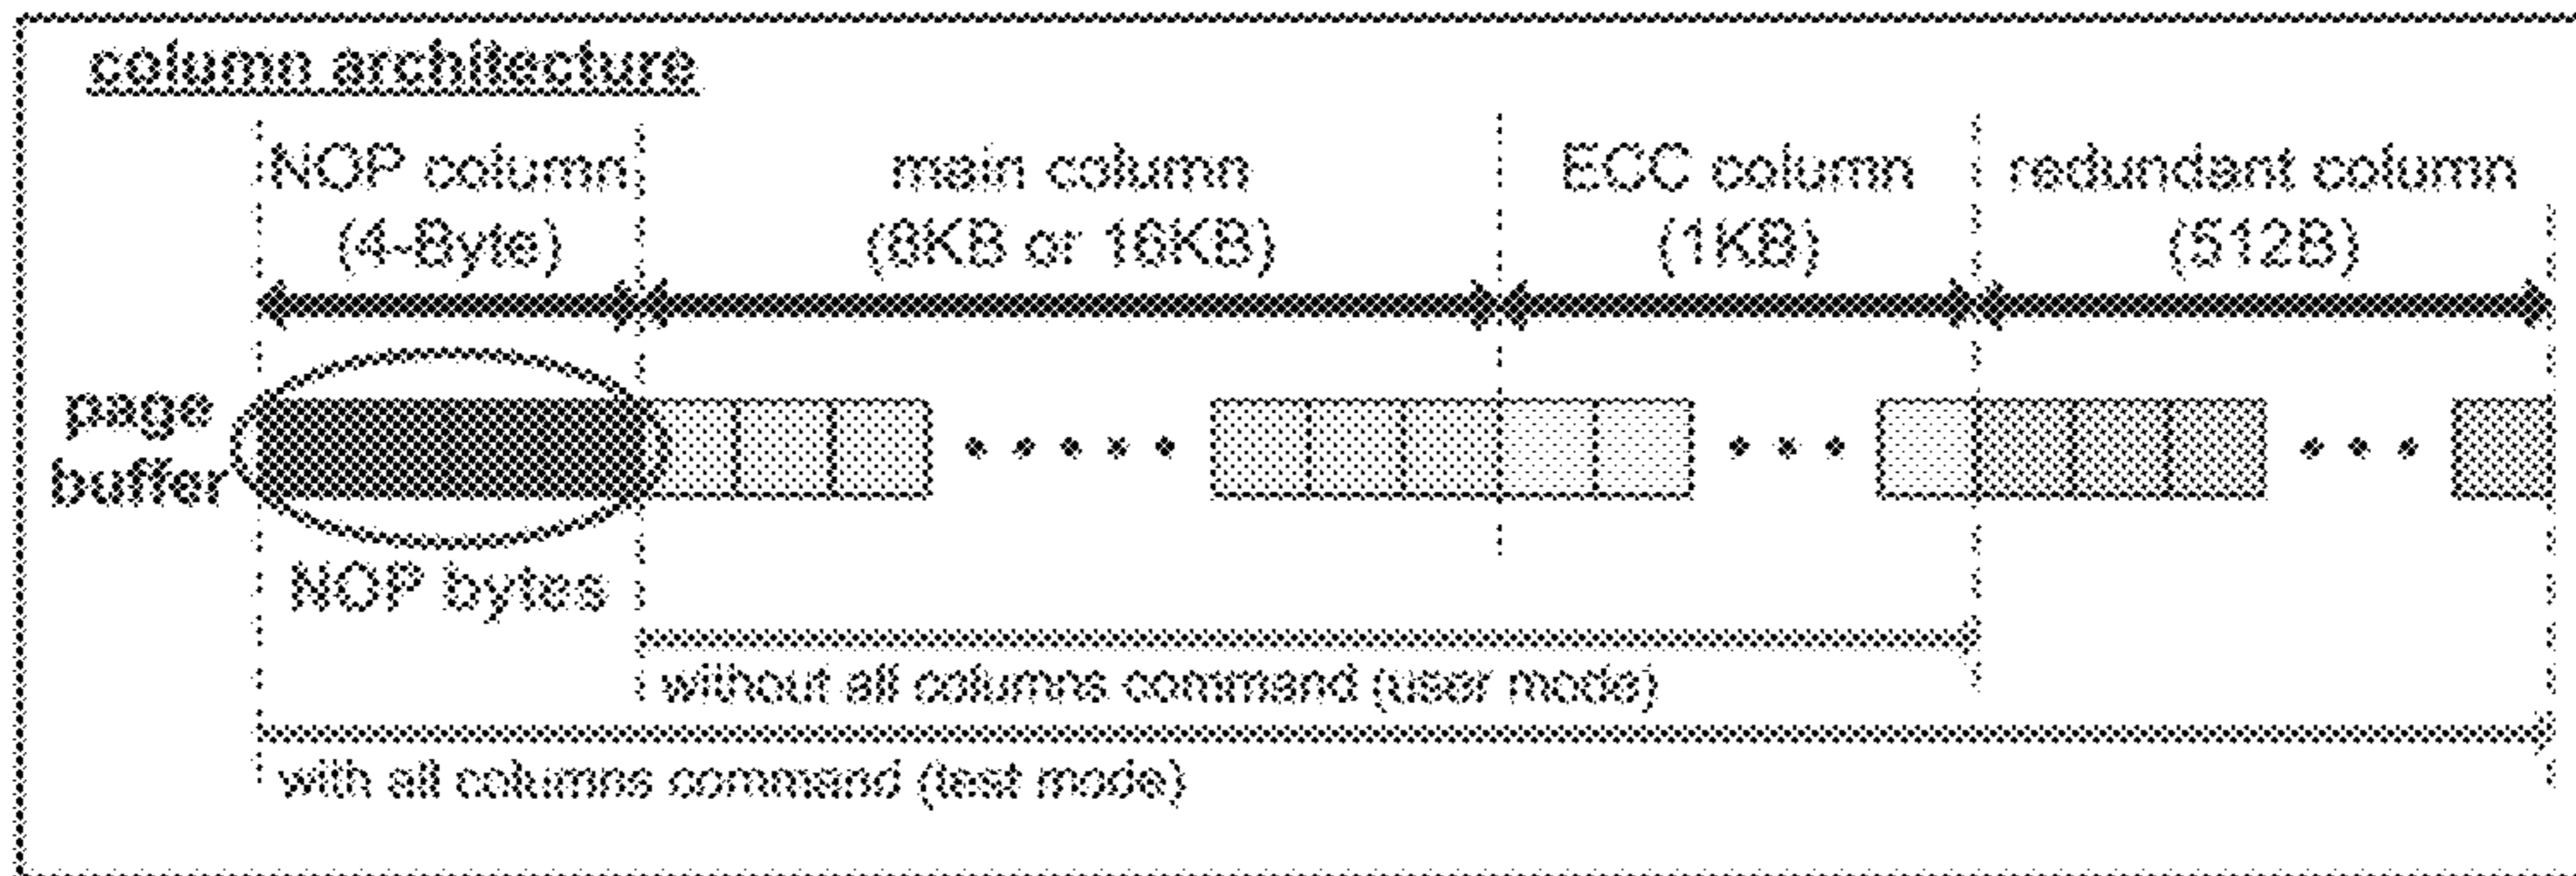 column architecture
NOP column
(4-Byte)
main column
(8KB or 16KB)
ECC column
(1KB)
redundant column
(512B)
page
buffer
NOP bytes
without all columns command (user mode)
with all columns command (test mode)